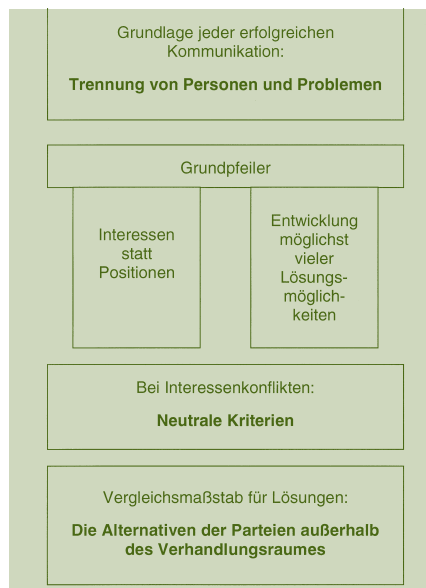 Grundlage jeder erfolgreichen
Kommunikation:
Trennung von Personen und Problemen
Grundpfeiler
Interessen
statt
Positionen
Entwicklung
möglichst
vieler
Lösungs-
möglich-
keiten
Bei Interessenkonflikten:
Neutrale Kriterien
Vergleichsmaßstab für Lösungen:
Die Alternativen der Parteien außerhalb
des Verhandlungsraumes